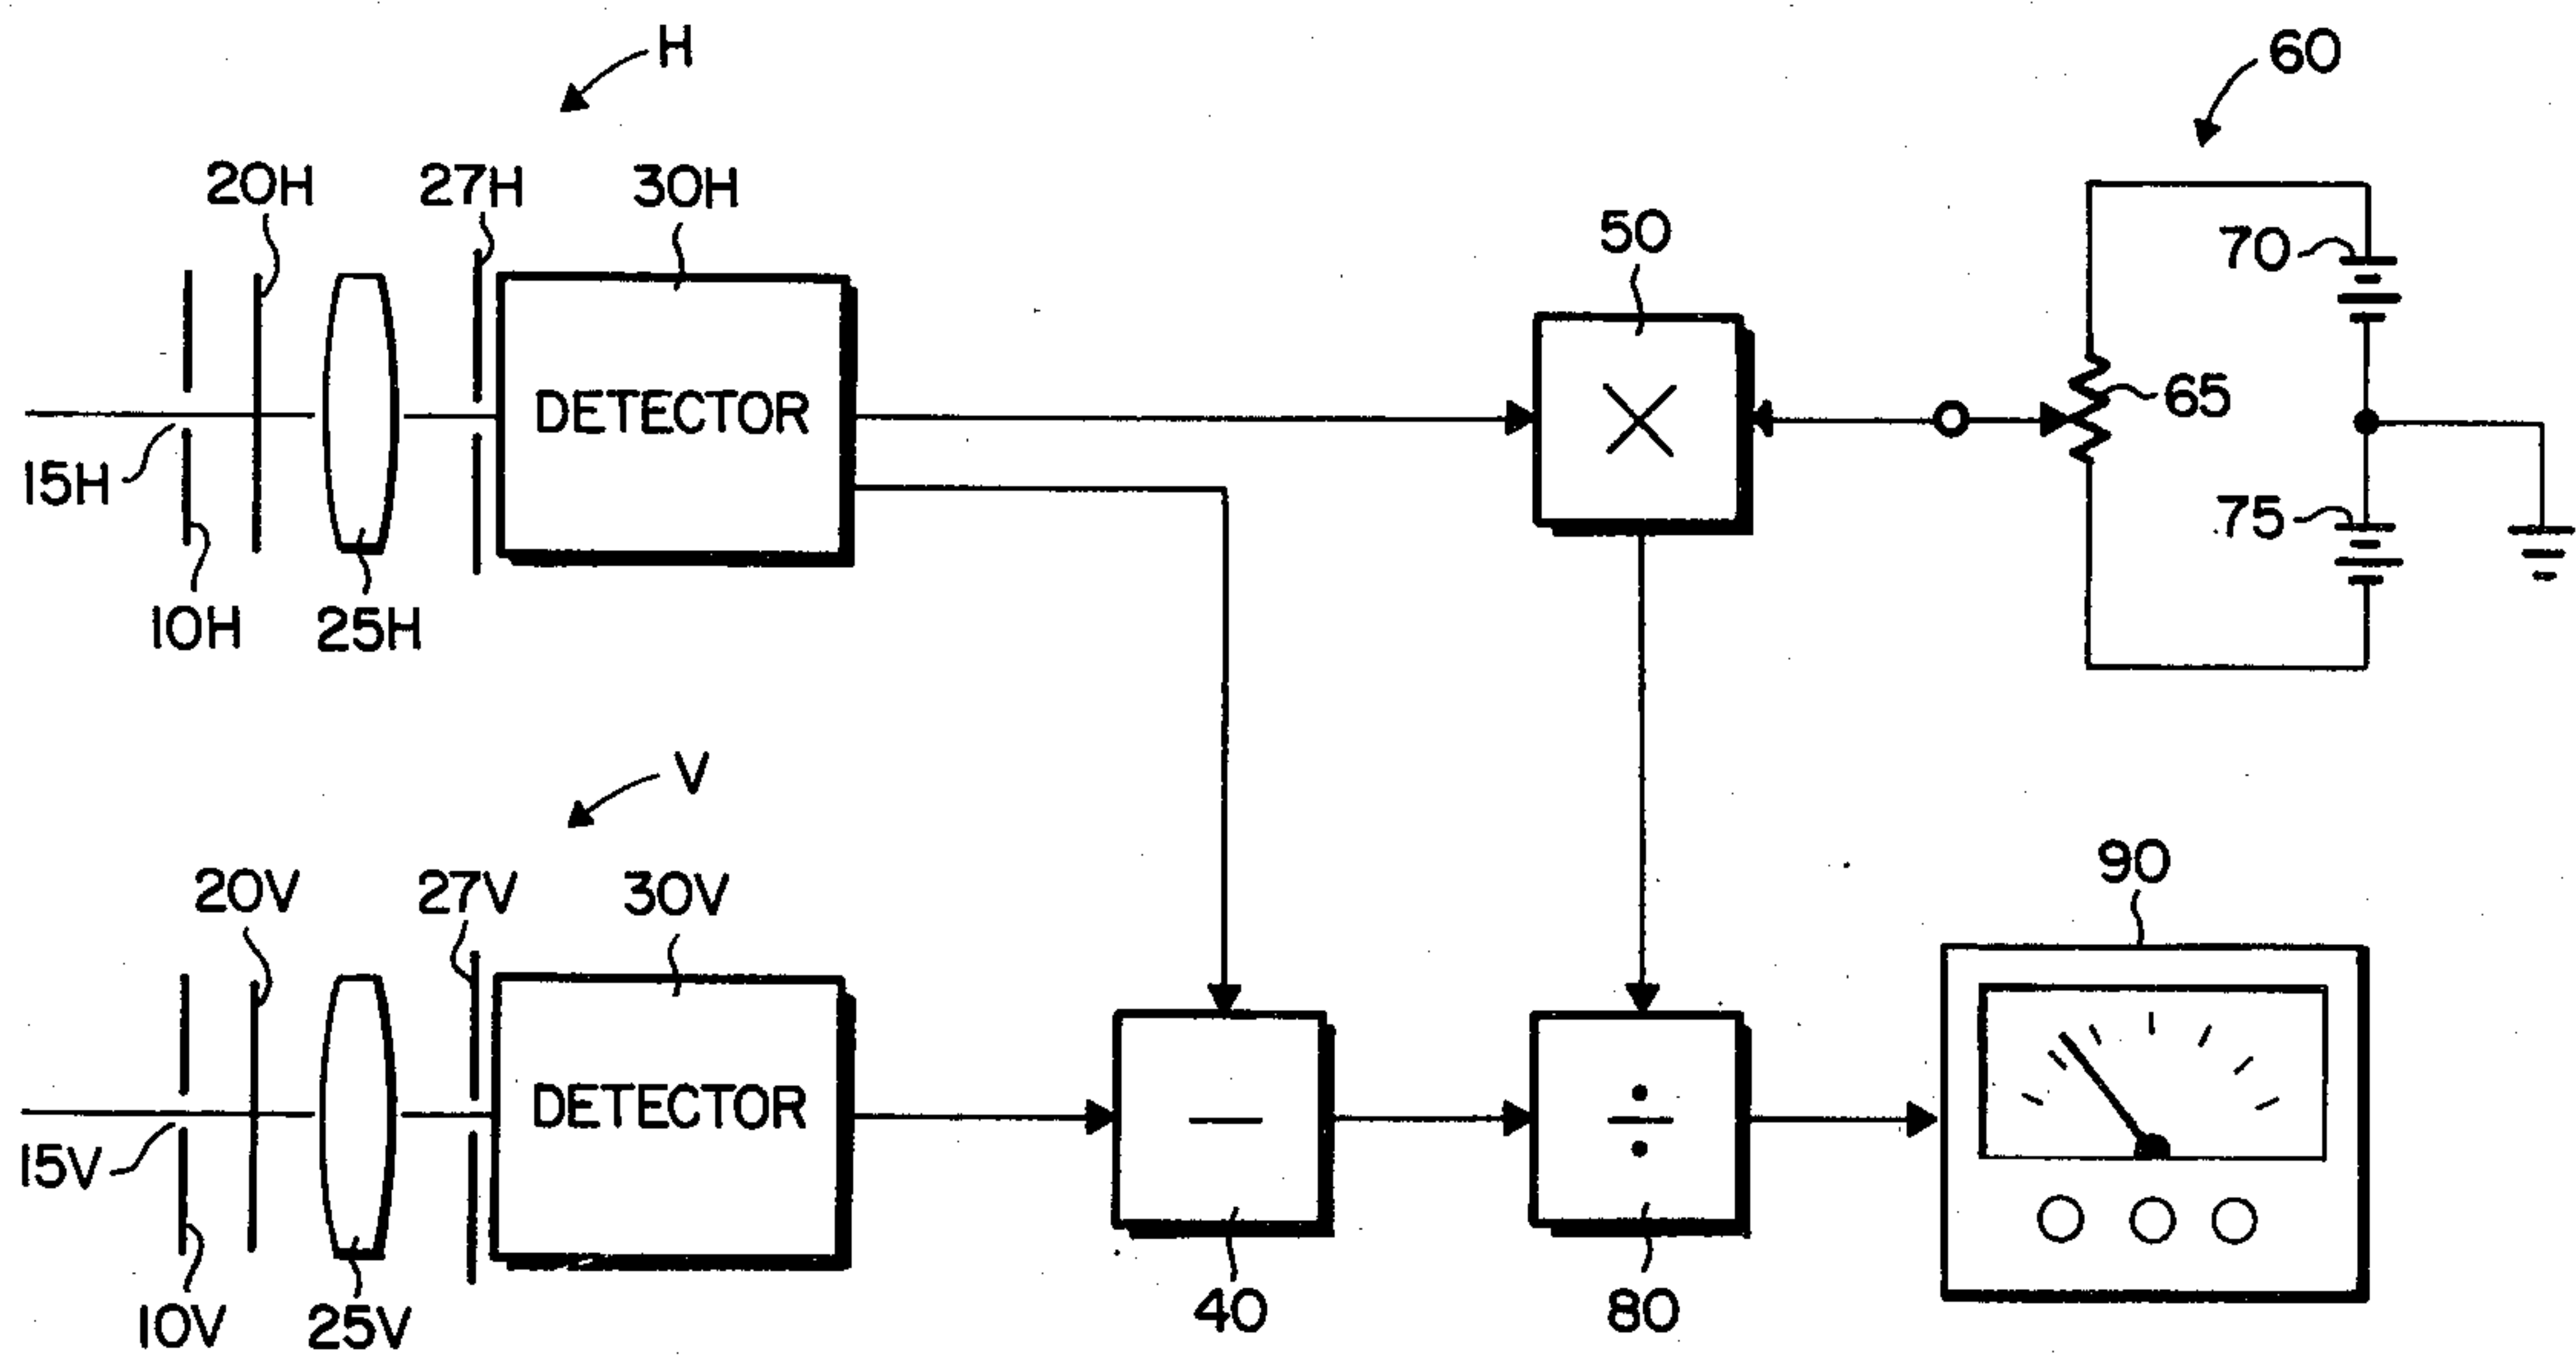 H
60
20H
27H
30H
50
70
DETECTOR
×
65
15H
75
10H
25H
V
90
20V
27V
30V
DETECTOR
−
÷
15V
10V
25V
40
80